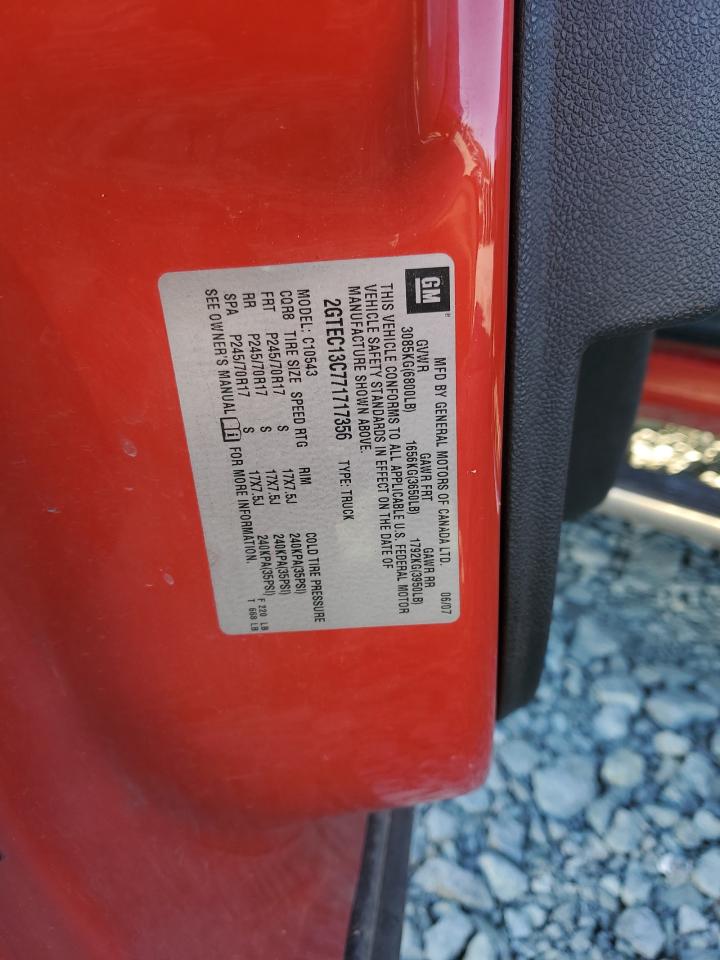 GM
MFD BY GENERAL MOTORS OF CANADA LTD. 06/07
GVWR GAWR FRT GAWR RR
3085KG(6800LB) 1656KG(3650LB) 1792KG(3950LB)
THIS VEHICLE CONFORMS TO ALL APPLICABLE U.S. FEDERAL MOTOR
VEHICLE SAFETY STANDARDS IN EFFECT ON THE DATE OF
MANUFACTURE SHOWN ABOVE.
2GTEC13C771717356 TYPE: TRUCK
MODEL: C10543
CQR8 TIRE SIZE SPEED RTG RIM COLD TIRE PRESSURE
FRT P245/70R17 S 17X7.5J 240KPA(35PSI)
RR P245/70R17 S 17X7.5J 240KPA(35PSI)
SPA P245/70R17 S 17X7.5J 240KPA(35PSI) F 220 LB
SEE OWNER'S MANUAL FOR MORE INFORMATION. T 668 LB